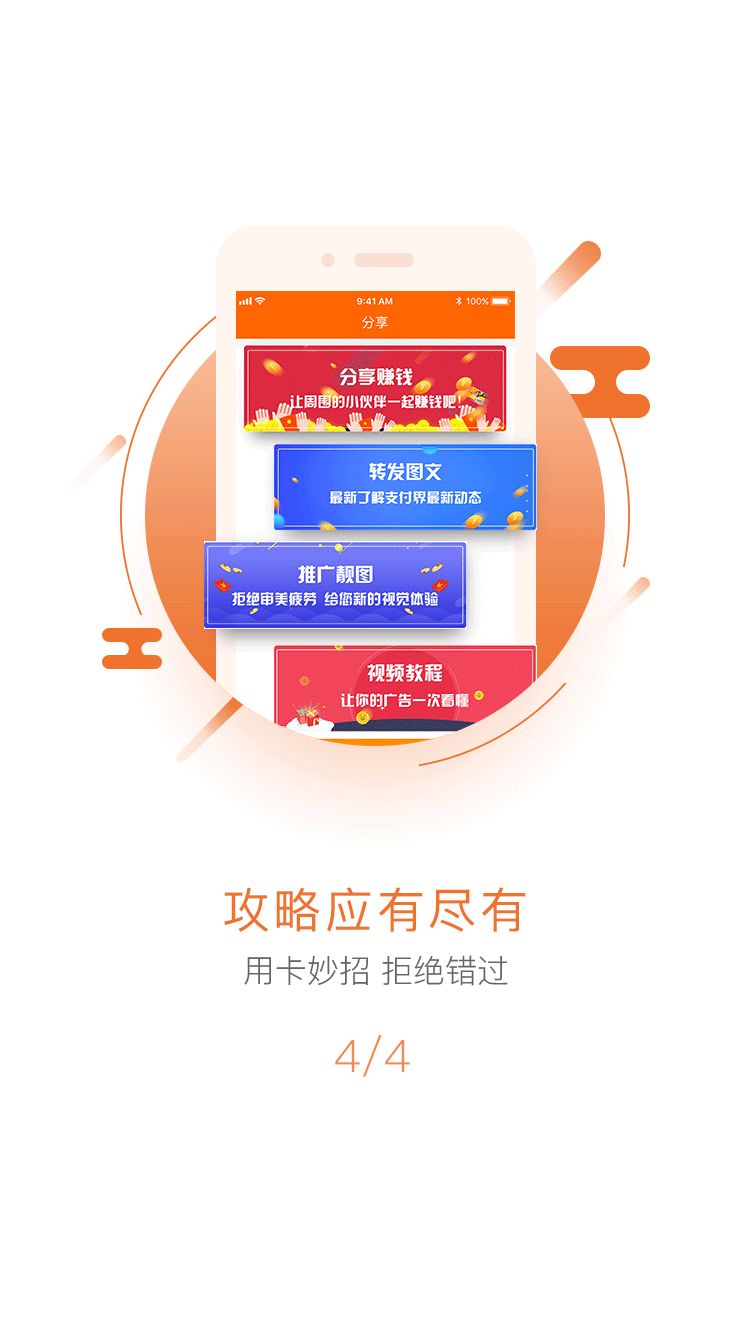 9:41 AM
100%
分享
分享赚钱
让周围的小伙伴一起赚钱吧!
转发图文
最新了解支付界最新动态
推广靓图
拒绝审美疲劳 给您新的视觉体验
视频教程
让你的广告一次看懂
攻略应有尽有
用卡妙招 拒绝错过
4/4